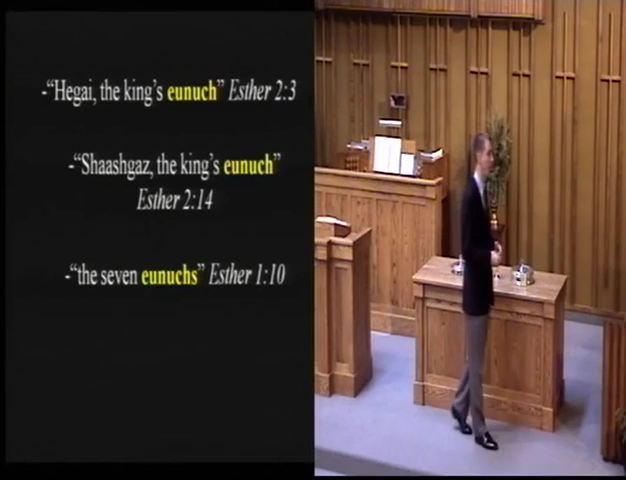 -“Hegai, the king's eunuch” Esther 2:3
-“Shaashgaz, the king's eunuch”
Esther 2:14
-“the seven eunuchs” Esther 1:10